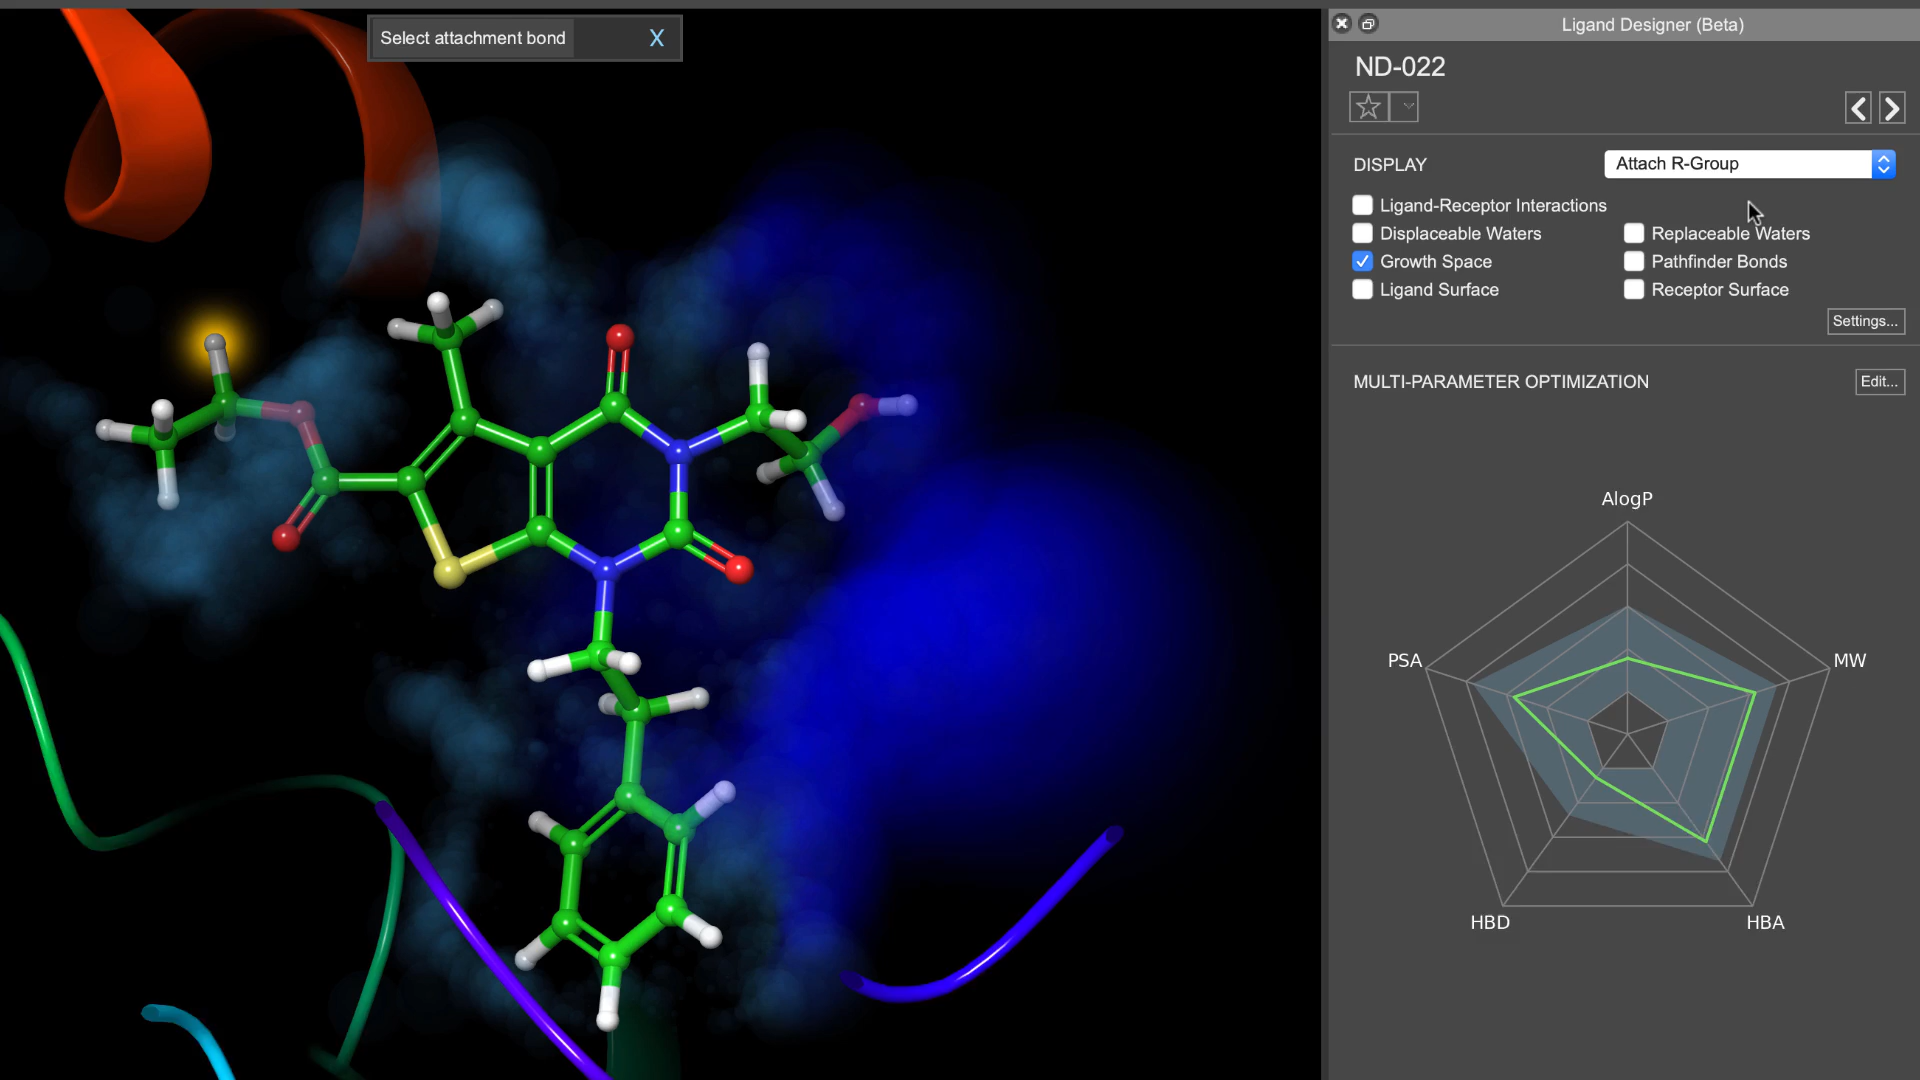 Select attachment bond X
Ligand Designer (Beta)
ND-022
DISPLAY Attach R-Group
Ligand-Receptor Interactions
Displaceable Waters Replaceable Waters
Growth Space Pathfinder Bonds
Ligand Surface Receptor Surface
Settings...
MULTI-PARAMETER OPTIMIZATION Edit...
AlogP
PSA MW
HBD HBA